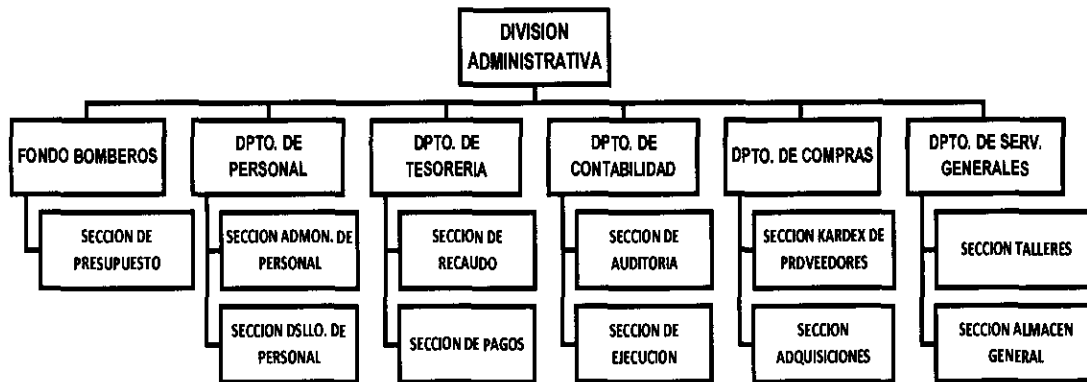 DIVISION
ADMINISTRATIVA
FONDO BOMBEROS
DPTO. DE
PERSONAL
DPTO. DE
TESORERIA
DPTO. DE
CONTABILIDAD
DPTO. DE COMPRAS
DPTO. DE SERV.
GENERALES
SECCION DE
PRESUPUESTO
SECCION ADMON. DE
PERSONAL
SECCION DE
RECAUDO
SECCION DE
AUDITORIA
SECCION KARDEX DE
PROVEEDORES
SECCION TALLERES
SECCION DSLLO. DE
PERSONAL
SECCION DE PAGOS
SECCION DE
EJECUCION
SECCION
ADQUISICIONES
SECCION ALMACEN
GENERAL